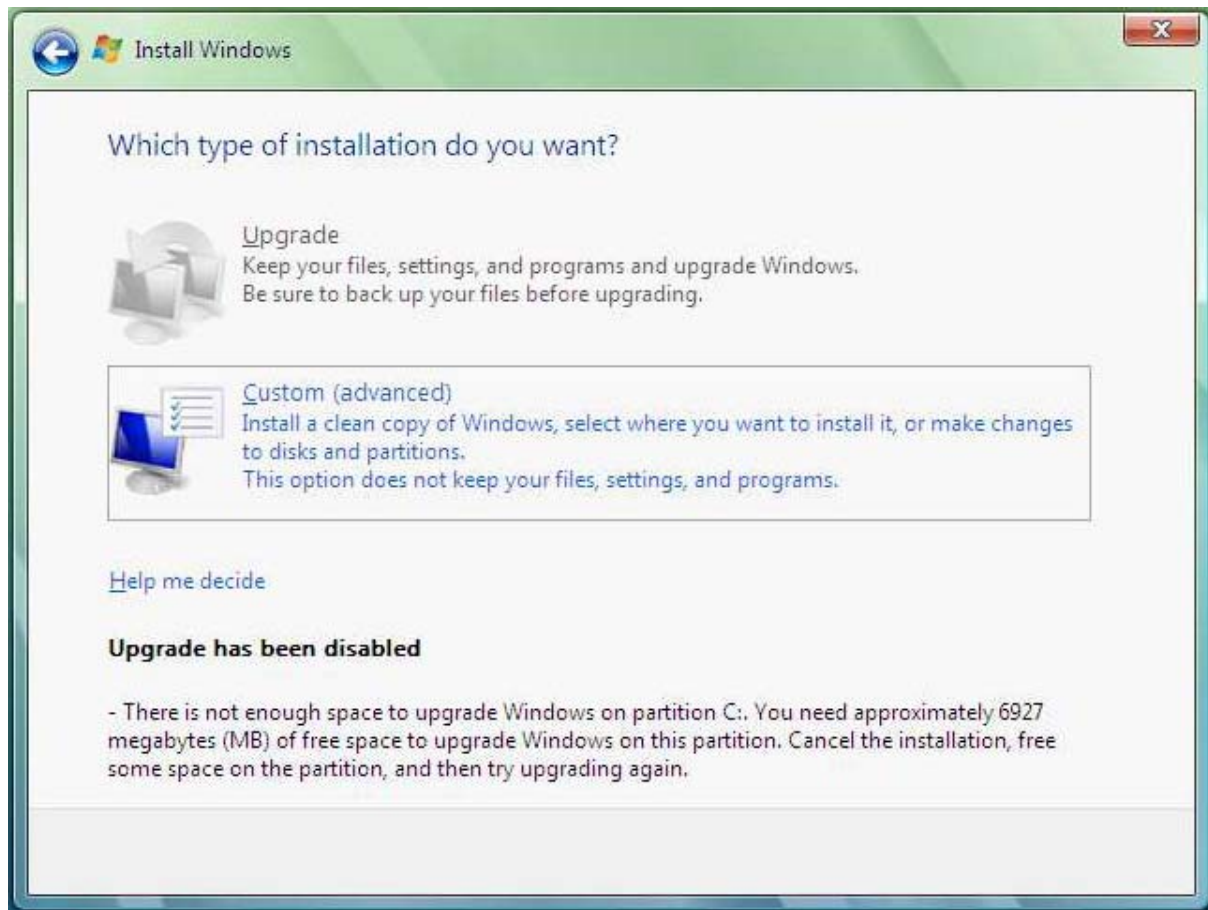 Install Windows
Which type of installation do you want?
Upgrade
Keep your files, settings, and programs and upgrade Windows.
Be sure to back up your files before upgrading.
Custom (advanced)
Install a clean copy of Windows, select where you want to install it, or make changes
to disks and partitions.
This option does not keep your files, settings, and programs.
Help me decide
Upgrade has been disabled
- There is not enough space to upgrade Windows on partition C:. You need approximately 6927
megabytes (MB) of free space to upgrade Windows on this partition. Cancel the installation, free
some space on the partition, and then try upgrading again.